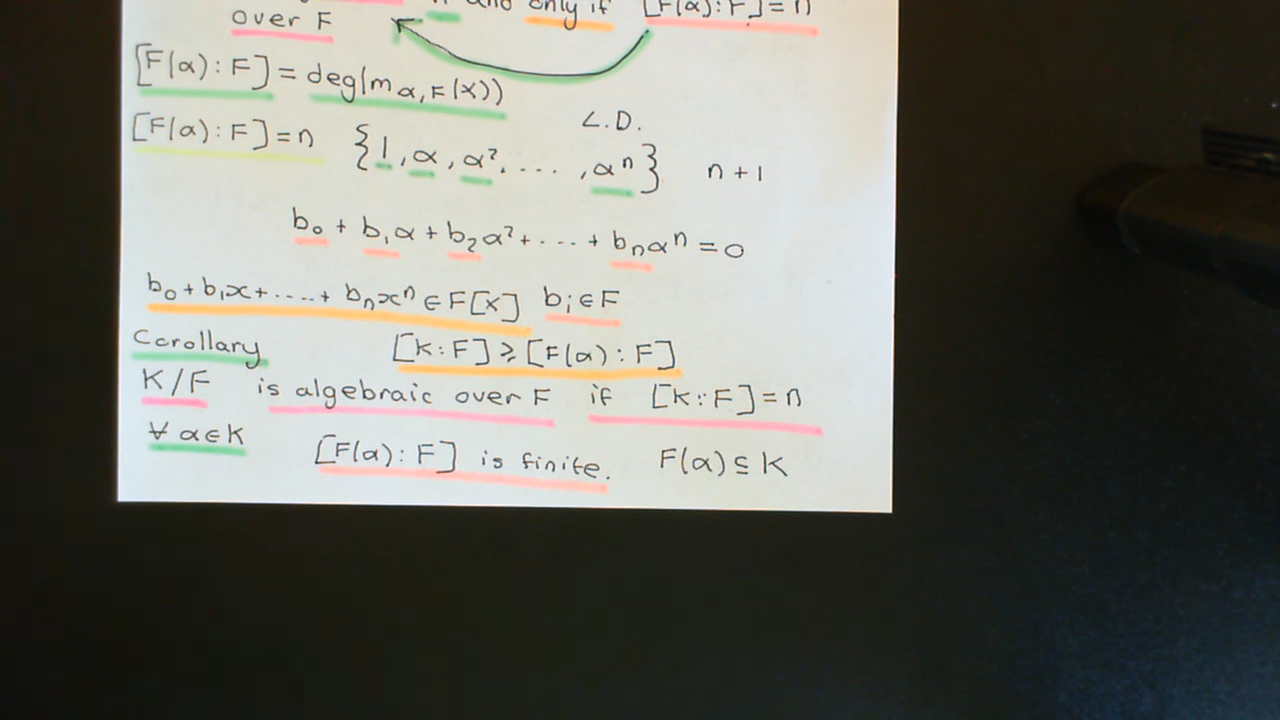 and only if [F(α):F]=n
over F
[F(α):F]=deg(m α,F(x))
L.D.
[F(α):F]=n {1,α,α²,....,αⁿ} n+1
b₀+b₁α+b₂α²+....+bₙαⁿ=0
b₀+b₁x+....+bₙxⁿ∈F[x] bᵢ∈F
Corollary [K:F]≥[F(α):F]
K/F is algebraic over F if [K:F]=n
∀ α∈K [F(α):F] is finite. F(α)⊆K